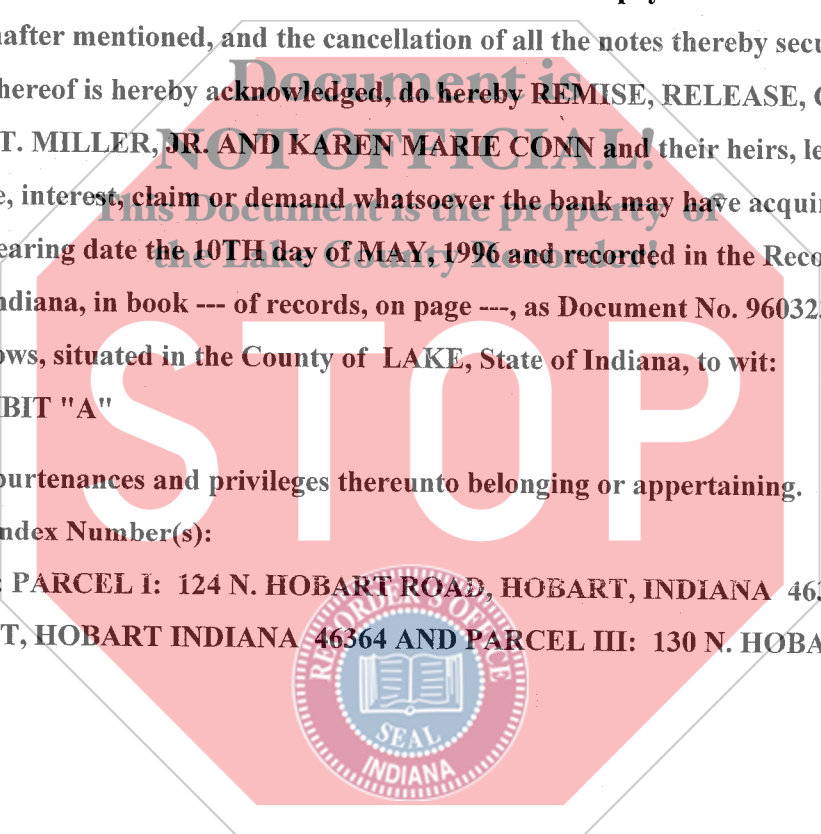 after mentioned, and the cancellation of all the notes thereby secu
hereof is hereby acknowledged, do hereby REMISE, RELEASE,
T. MILLER, JR. AND KAREN MARIE CONN and their heirs, le
e, interest, claim or demand whatsoever the bank may have acqui
earing date the 10TH day of MAY, 1996 and recorded in the Reco
ndiana, in book --- of records, on page ---, as Document No. 96032
ows, situated in the County of LAKE, State of Indiana, to wit:
BIT "A"
purtenances and privileges thereunto belonging or appertaining.
ndex Number(s):
: PARCEL I: 124 N. HOBART ROAD, HOBART, INDIANA 463
T, HOBART INDIANA 46364 AND PARCEL III: 130 N. HOBA
Document is
NOT OFFICIAL!
This Document is the property of
the Lake County Recorder!
STOP
RECORDER'S OFFICE
SEAL
INDIANA